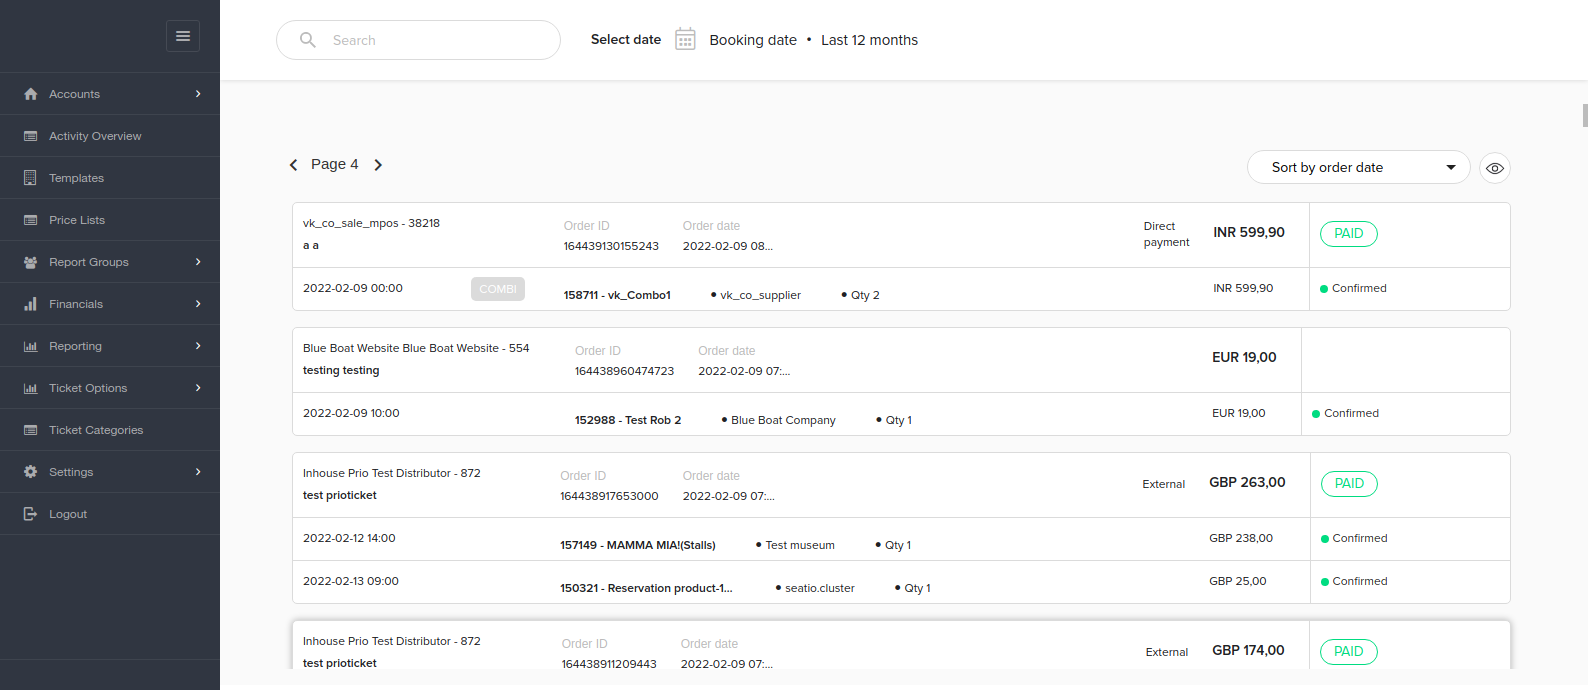 Search
Select date Booking date • Last 12 months
Accounts
Activity Overview
Templates
Price Lists
Report Groups
Financials
Reporting
Ticket Options
Ticket Categories
Settings
Logout
Page 4
Sort by order date
vk_co_sale_mpos - 38218 Order ID Order date Direct payment INR 599,90 PAID
a a 164439130155243 2022-02-09 08...
2022-02-09 00:00 COMBI 158711 - vk_Combo1 • vk_co_supplier • Qty 2 INR 599,90 Confirmed
Blue Boat Website Blue Boat Website - 554 Order ID Order date EUR 19,00
testing testing 164438960474723 2022-02-09 07:...
2022-02-09 10:00 152988 - Test Rob 2 • Blue Boat Company • Qty 1 EUR 19,00 Confirmed
Inhouse Prio Test Distributor - 872 Order ID Order date External GBP 263,00 PAID
test prioticket 164438917653000 2022-02-09 07:...
2022-02-12 14:00 157149 - MAMMA MIA!(Stalls) • Test museum • Qty 1 GBP 238,00 Confirmed
2022-02-13 09:00 150321 - Reservation product-1... • seatio.cluster • Qty 1 GBP 25,00 Confirmed
Inhouse Prio Test Distributor - 872 Order ID Order date External GBP 174,00 PAID
test prioticket 164438911209443 2022-02-09 07:...